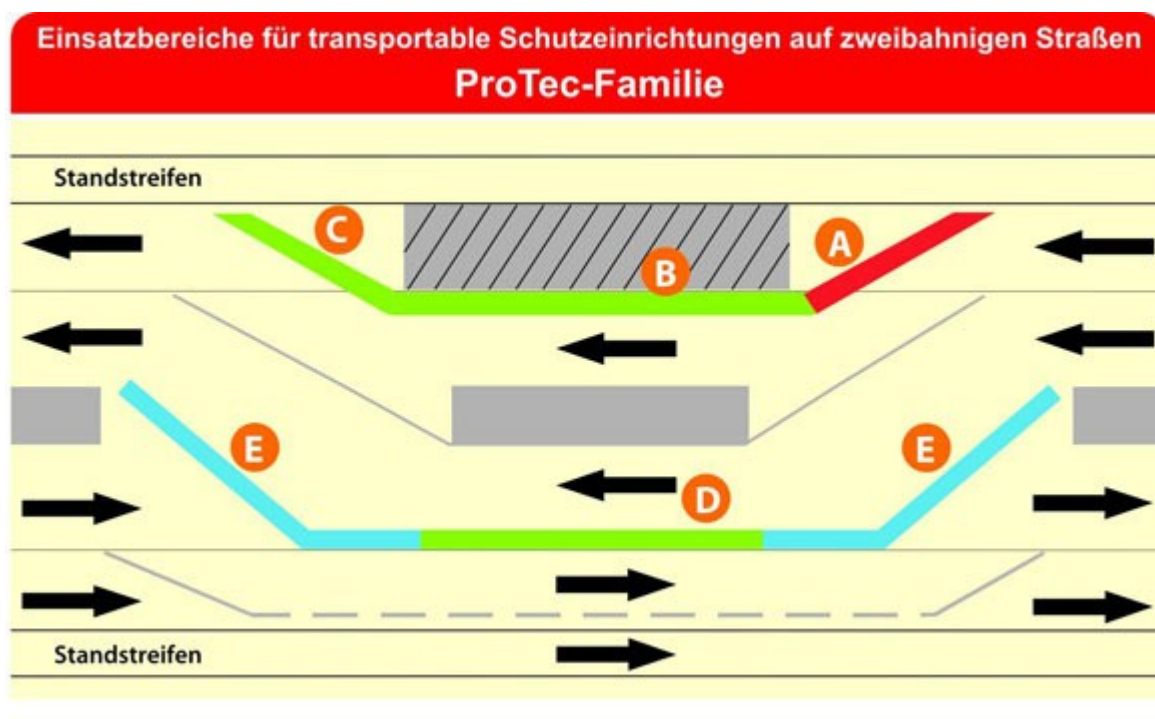 Einsatzbereiche für transportable Schutzeinrichtungen auf zweibahnigen Straßen
ProTec-Familie
Standstreifen
C
A
B
E
E
D
Standstreifen